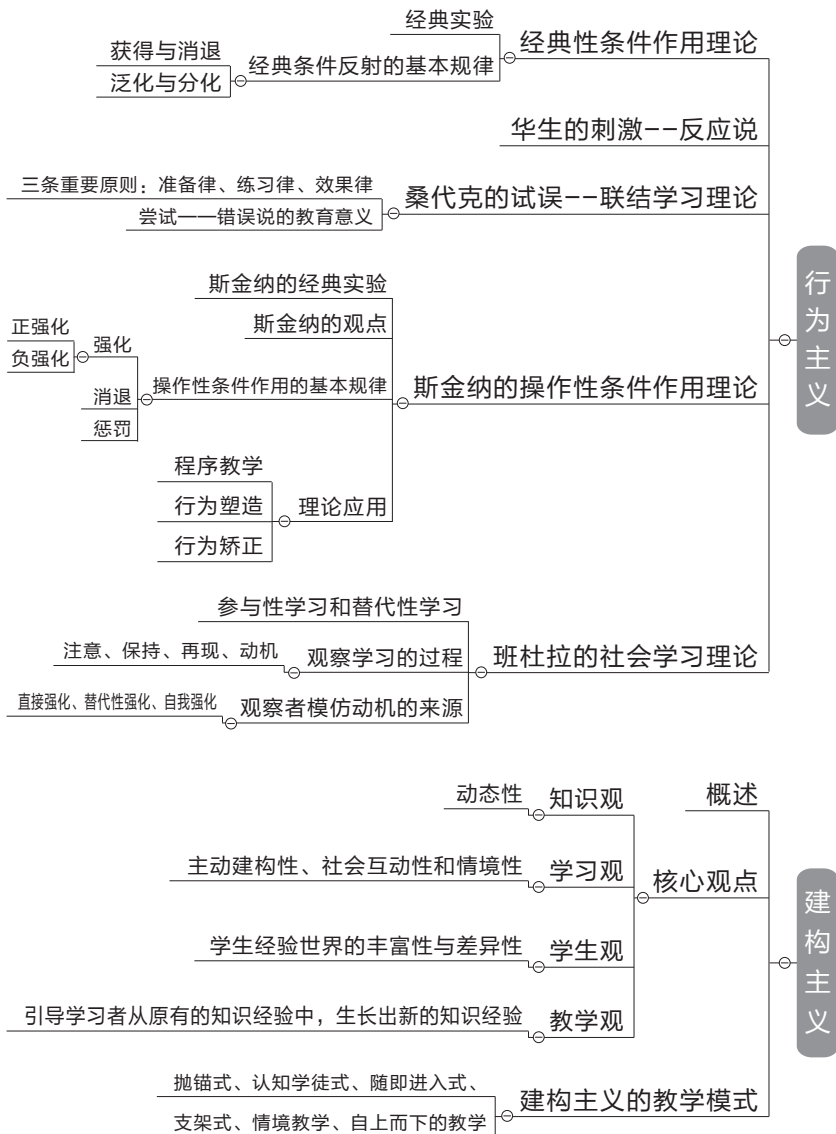 行为主义
经典性条件作用理论
经典实验
经典条件反射的基本规律
获得与消退
泛化与分化
华生的刺激--反应说
桑代克的试误--联结学习理论
三条重要原则：准备律、练习律、效果律
尝试——错误说的教育意义
斯金纳的操作性条件作用理论
斯金纳的经典实验
斯金纳的观点
操作性条件作用的基本规律
强化
正强化
负强化
消退
惩罚
理论应用
程序教学
行为塑造
行为矫正
班杜拉的社会学习理论
参与性学习和替代性学习
观察学习的过程
注意、保持、再现、动机
观察者模仿动机的来源
直接强化、替代性强化、自我强化
建构主义
概述
核心观点
知识观
动态性
学习观
主动建构性、社会互动性和情境性
学生观
学生经验世界的丰富性与差异性
教学观
引导学习者从原有的知识经验中，生长出新的知识经验
建构主义的教学模式
抛锚式、认知学徒式、随即进入式、
支架式、情境教学、自上而下的教学